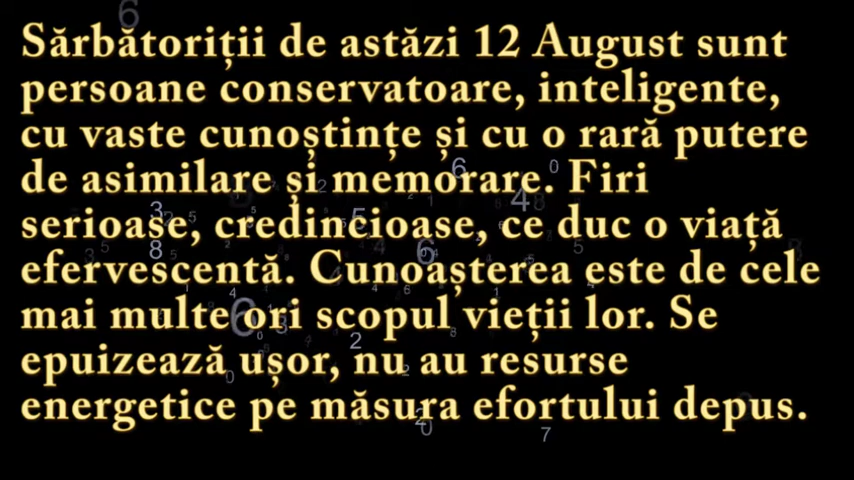 Sărbătoriții de astăzi 12 August sunt
persoane conservatoare, inteligente,
cu vaste cunoștințe și cu o rară putere
de asimilare și memorare. Firi
serioase, credincioase, ce duc o viață
efervescentă. Cunoașterea este de cele
mai multe ori scopul vieții lor. Se
epuizează ușor, nu au resurse
energetice pe măsura efortului depus.